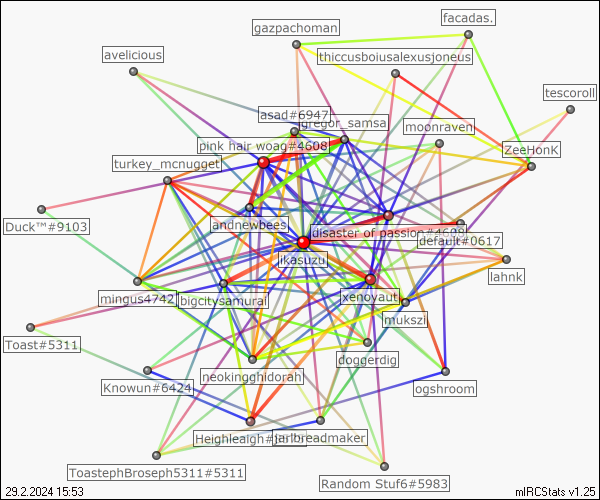 facadas.
gazpachoman
avelicious
thiccusboiusalexusjoneus
tescoroll
asad#6947
gregor_samsa
moonraven
pink hair woag#4608
ZeeHonK
turkey_mcnugget
Duck™#9103
andnewbees
disaster of passion#4689
default#0617
ikasuzu
lahnk
mingus4742
bigcitysamurai
xenoyaut
mukszi
Toast#5311
doggerdig
neokingghidorah
Knowun#6424
ogshroom
Heighleaigh#
jarlbreadmaker
ToastephBroseph5311#5311
Random Stuf6#5983
29.2.2024 15:53
mIRCStats v1.25